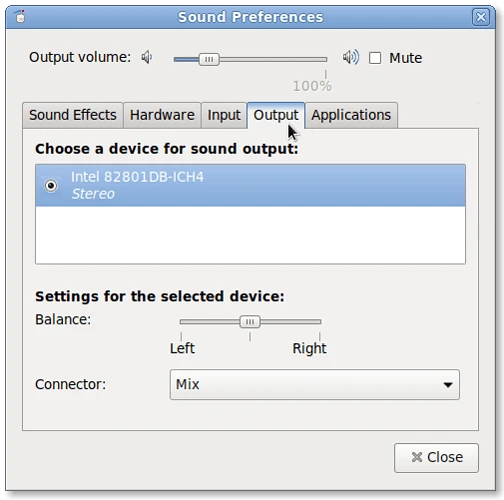 Sound Preferences
Output volume:
Mute
100%
Sound Effects Hardware Input Output Applications
Choose a device for sound output:
Intel 82801DB-ICH4
Stereo
Settings for the selected device:
Balance:
Left Right
Connector: Mix
Close